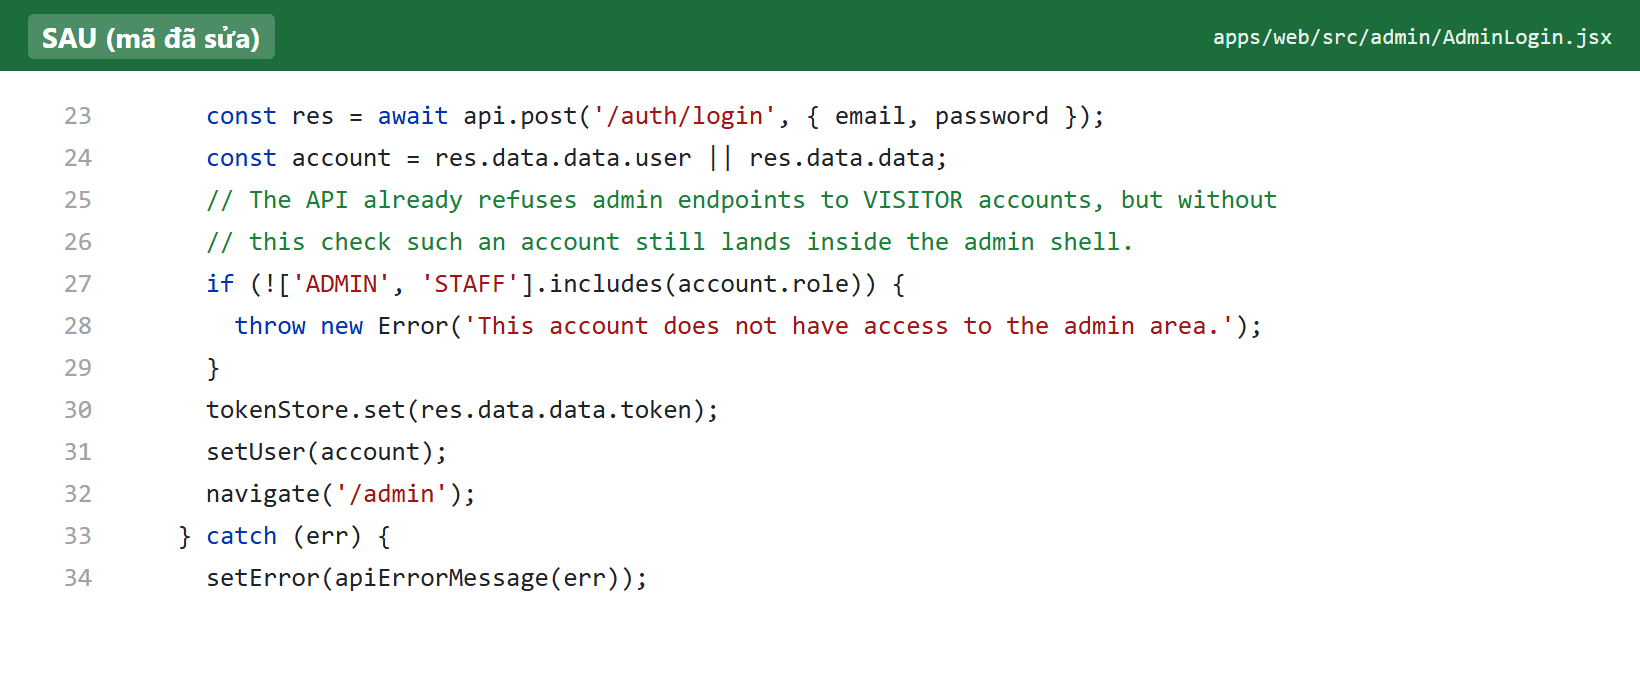 SAU (mã đã sửa)
apps/web/src/admin/AdminLogin.jsx
23 const res = await api.post('/auth/login', { email, password });
24 const account = res.data.data.user || res.data.data;
25 // The API already refuses admin endpoints to VISITOR accounts, but without
26 // this check such an account still lands inside the admin shell.
27 if (!['ADMIN', 'STAFF'].includes(account.role)) {
28 throw new Error('This account does not have access to the admin area.');
29 }
30 tokenStore.set(res.data.data.token);
31 setUser(account);
32 navigate('/admin');
33 } catch (err) {
34 setError(apiErrorMessage(err));